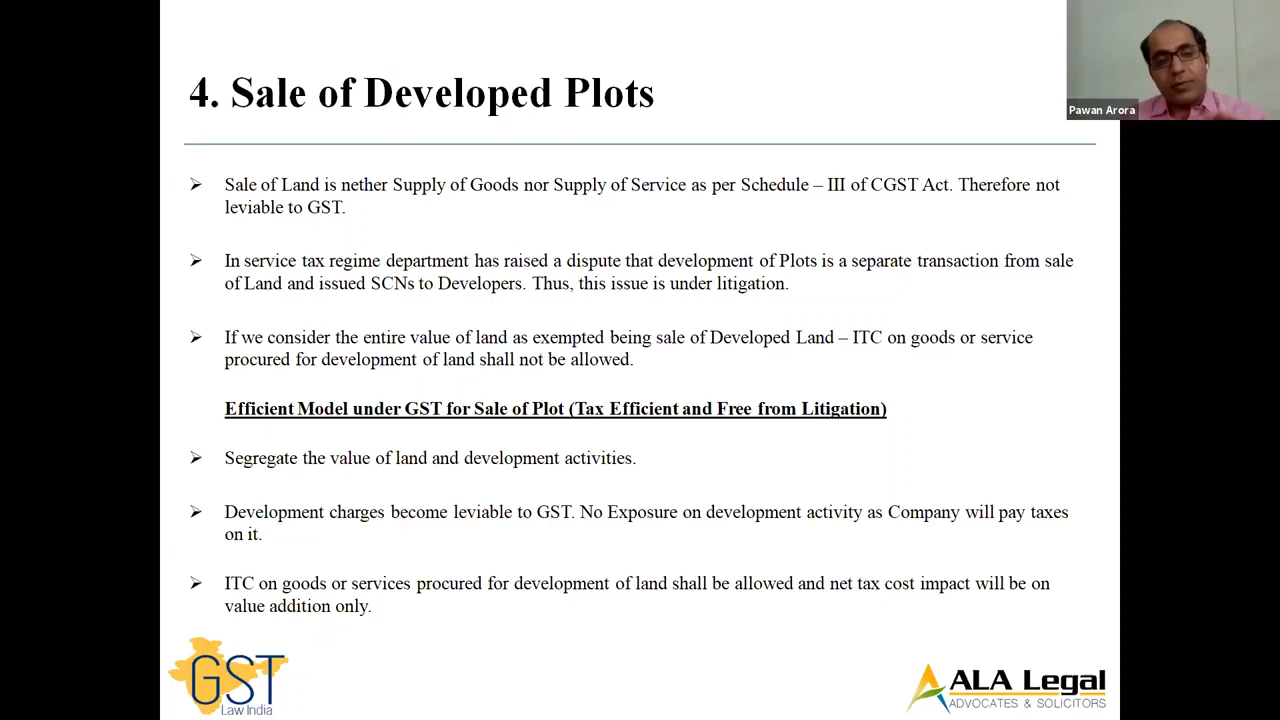 4. Sale of Developed Plots
Pawan Arora
➢ Sale of Land is nether Supply of Goods nor Supply of Service as per Schedule – III of CGST Act. Therefore not
leviable to GST.
➢ In service tax regime department has raised a dispute that development of Plots is a separate transaction from sale
of Land and issued SCNs to Developers. Thus, this issue is under litigation.
➢ If we consider the entire value of land as exempted being sale of Developed Land – ITC on goods or service
procured for development of land shall not be allowed.
Efficient Model under GST for Sale of Plot (Tax Efficient and Free from Litigation)
➢ Segregate the value of land and development activities.
➢ Development charges become leviable to GST. No Exposure on development activity as Company will pay taxes
on it.
➢ ITC on goods or services procured for development of land shall be allowed and net tax cost impact will be on
value addition only.
GST
Law India
ALA Legal
ADVOCATES & SOLICITORS